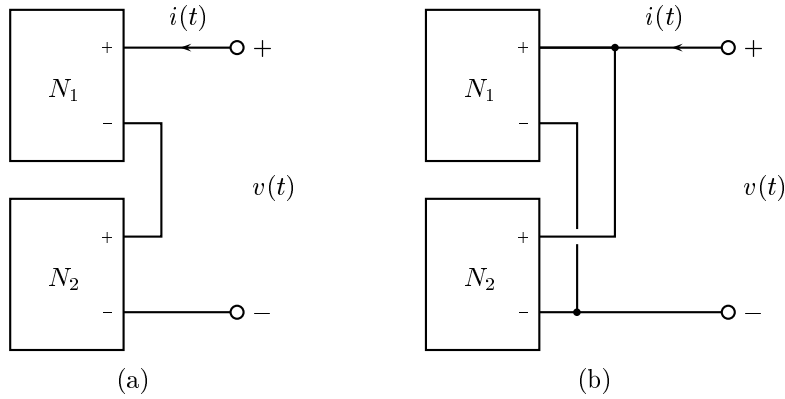 i(t)
+ +
N₁
−
v(t)
+
N₂
− −
(a)
i(t)
+ +
N₁
−
v(t)
+
N₂
− −
(b)